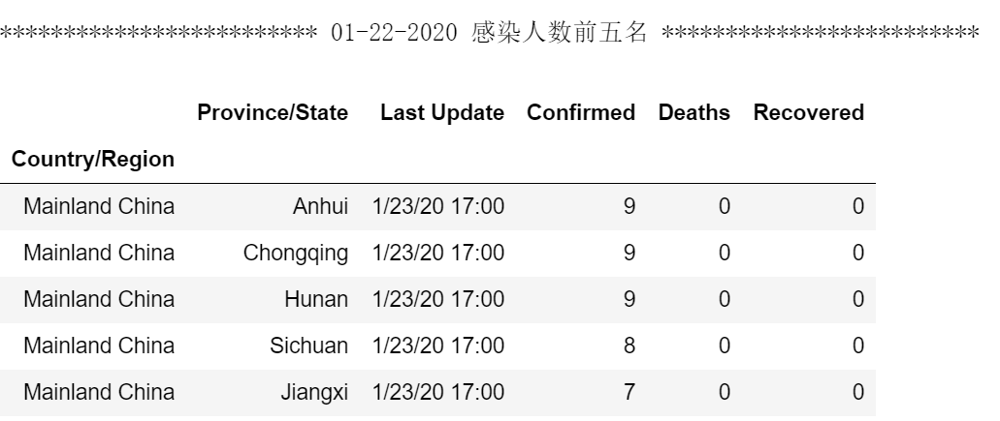 ************************* 01-22-2020 感染人数前五名 *************************
Province/State Last Update Confirmed Deaths Recovered
Country/Region
Mainland China Anhui 1/23/20 17:00 9 0 0
Mainland China Chongqing 1/23/20 17:00 9 0 0
Mainland China Hunan 1/23/20 17:00 9 0 0
Mainland China Sichuan 1/23/20 17:00 8 0 0
Mainland China Jiangxi 1/23/20 17:00 7 0 0